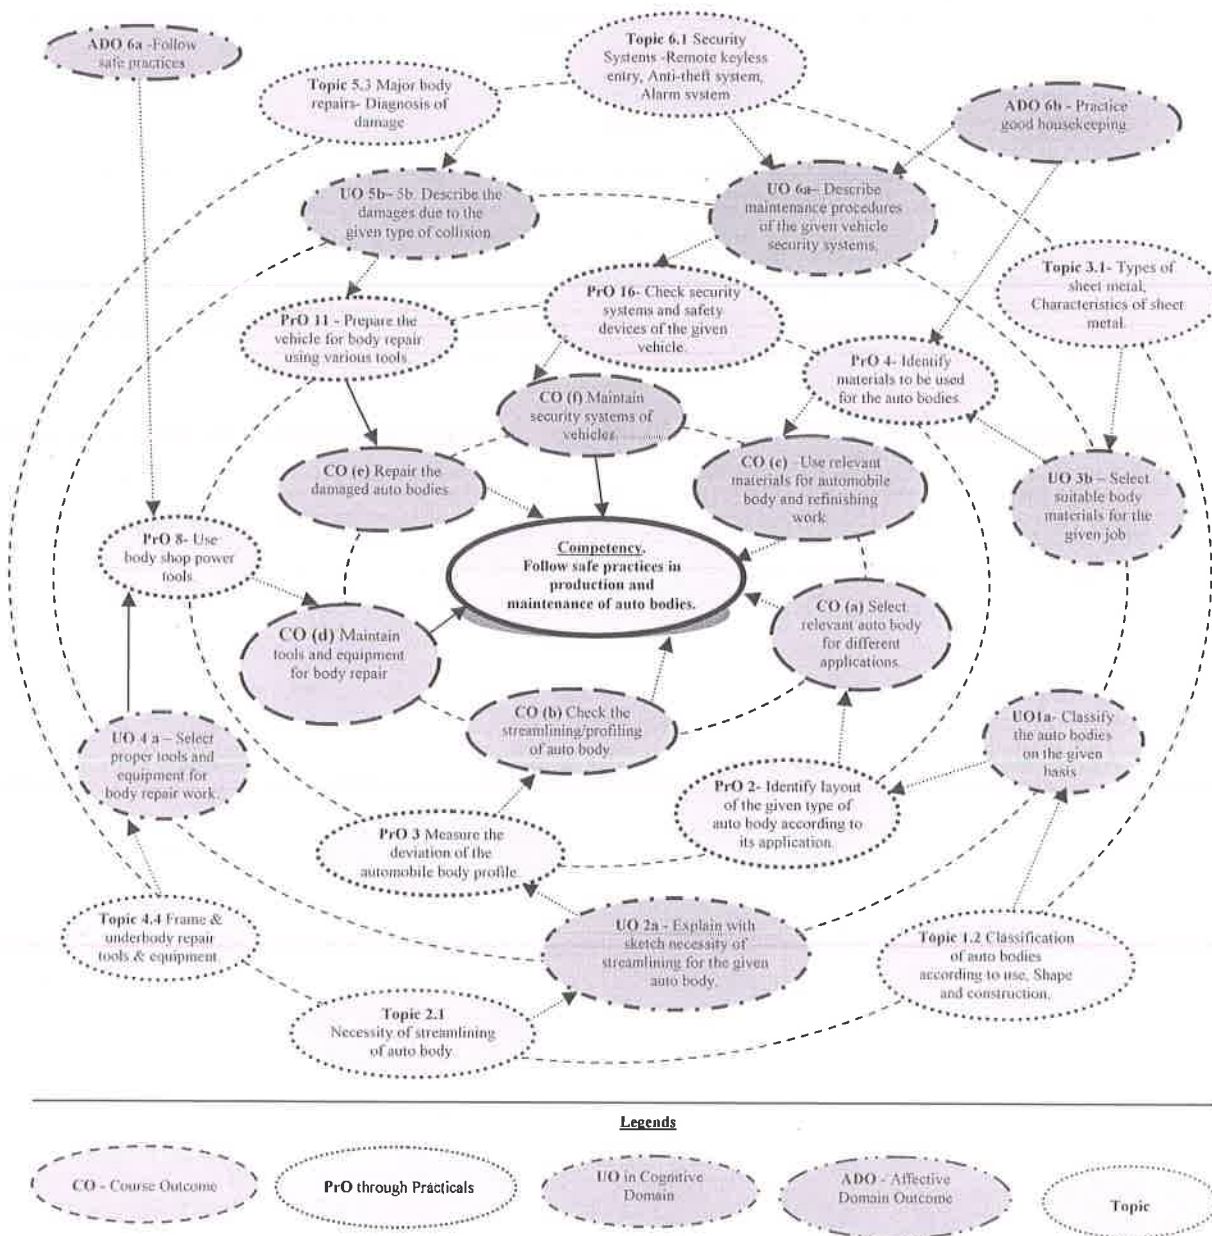 ADO 6a -Follow
safe practices
Topic 6.1 Security
Systems -Remote keyless
entry, Anti-theft system,
Alarm system
Topic 5.3 Major body
repairs- Diagnosis of
damage
ADO 6b - Practice
good housekeeping.
UO 5b– 5b. Describe the
damages due to the
given type of collision
UO 6a– Describe
maintenance procedures
of the given vehicle
security systems.
Topic 3.1- Types of
sheet metal,
Characteristics of sheet
metal.
PrO 16- Check security
systems and safety
devices of the given
vehicle.
PrO 11 - Prepare the
vehicle for body repair
using various tools.
PrO 4- Identify
materials to be used
for the auto bodies.
CO (f) Maintain
security systems of
vehicles.
CO (e) Repair the
damaged auto bodies.
CO (c) –Use relevant
materials for automobile
body and refinishing
work
UO 3b – Select
suitable body
materials for the
given job
PrO 8- Use
body shop power
tools.
Competency.
Follow safe practices in
production and
maintenance of auto bodies.
CO (a) Select
relevant auto body
for different
applications.
CO (d) Maintain
tools and equipment
for body repair
CO (b) Check the
streamlining/profiling
of auto body.
UO1a- Classify
the auto bodies
on the given
basis
UO 4 a – Select
proper tools and
equipment for
body repair work.
PrO 2- Identify layout
of the given type of
auto body according to
its application.
PrO 3 Measure the
deviation of the
automobile body profile.
Topic 4.4 Frame &
underbody repair
tools & equipment
UO 2a - Explain with
sketch necessity of
streamlining for the given
auto body.
Topic 1.2 Classification
of auto bodies
according to use, Shape
and construction.
Topic 2.1
Necessity of streamlining
of auto body.
Legends
CO - Course Outcome
PrO through Practicals
UO in Cognitive
Domain
ADO - Affective
Domain Outcome
Topic